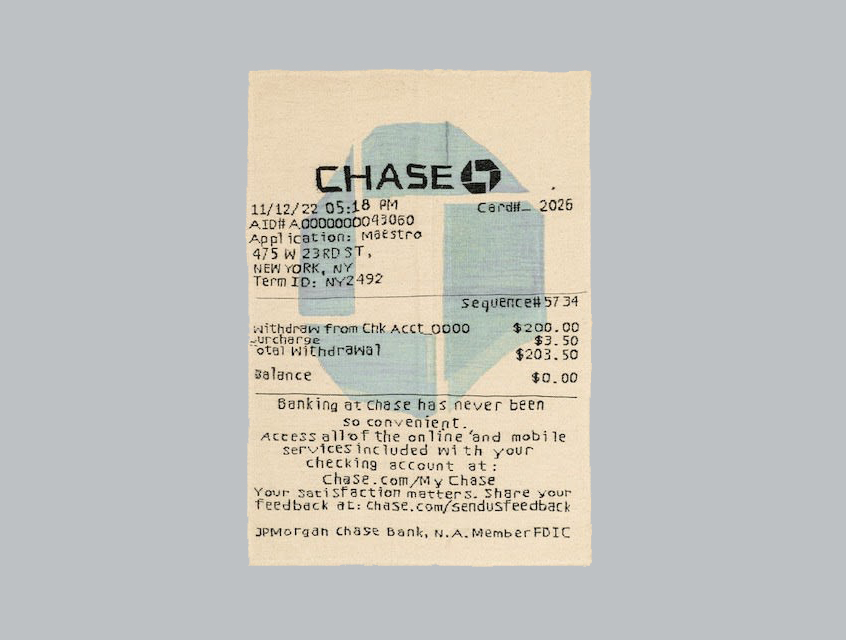 CHASE
11/12/22 05:18 PM Card#_ 2026
AID# A0000000043060
Application: Maestro
475 W 23RD ST,
NEW YORK, NY
Term ID: NY2492
Sequence# 5734
Withdraw from Chk Acct 0000 $200.00
Surcharge $3.50
Total Withdrawal $203.50
Balance $0.00
Banking at Chase has never been
so convenient.
Access all of the online and mobile
services included with your
checking account at:
Chase.com/My Chase
Your satisfaction matters. Share your
feedback at: Chase.com/sendusfeedback
JPMorgan Chase Bank, N.A. Member FDIC